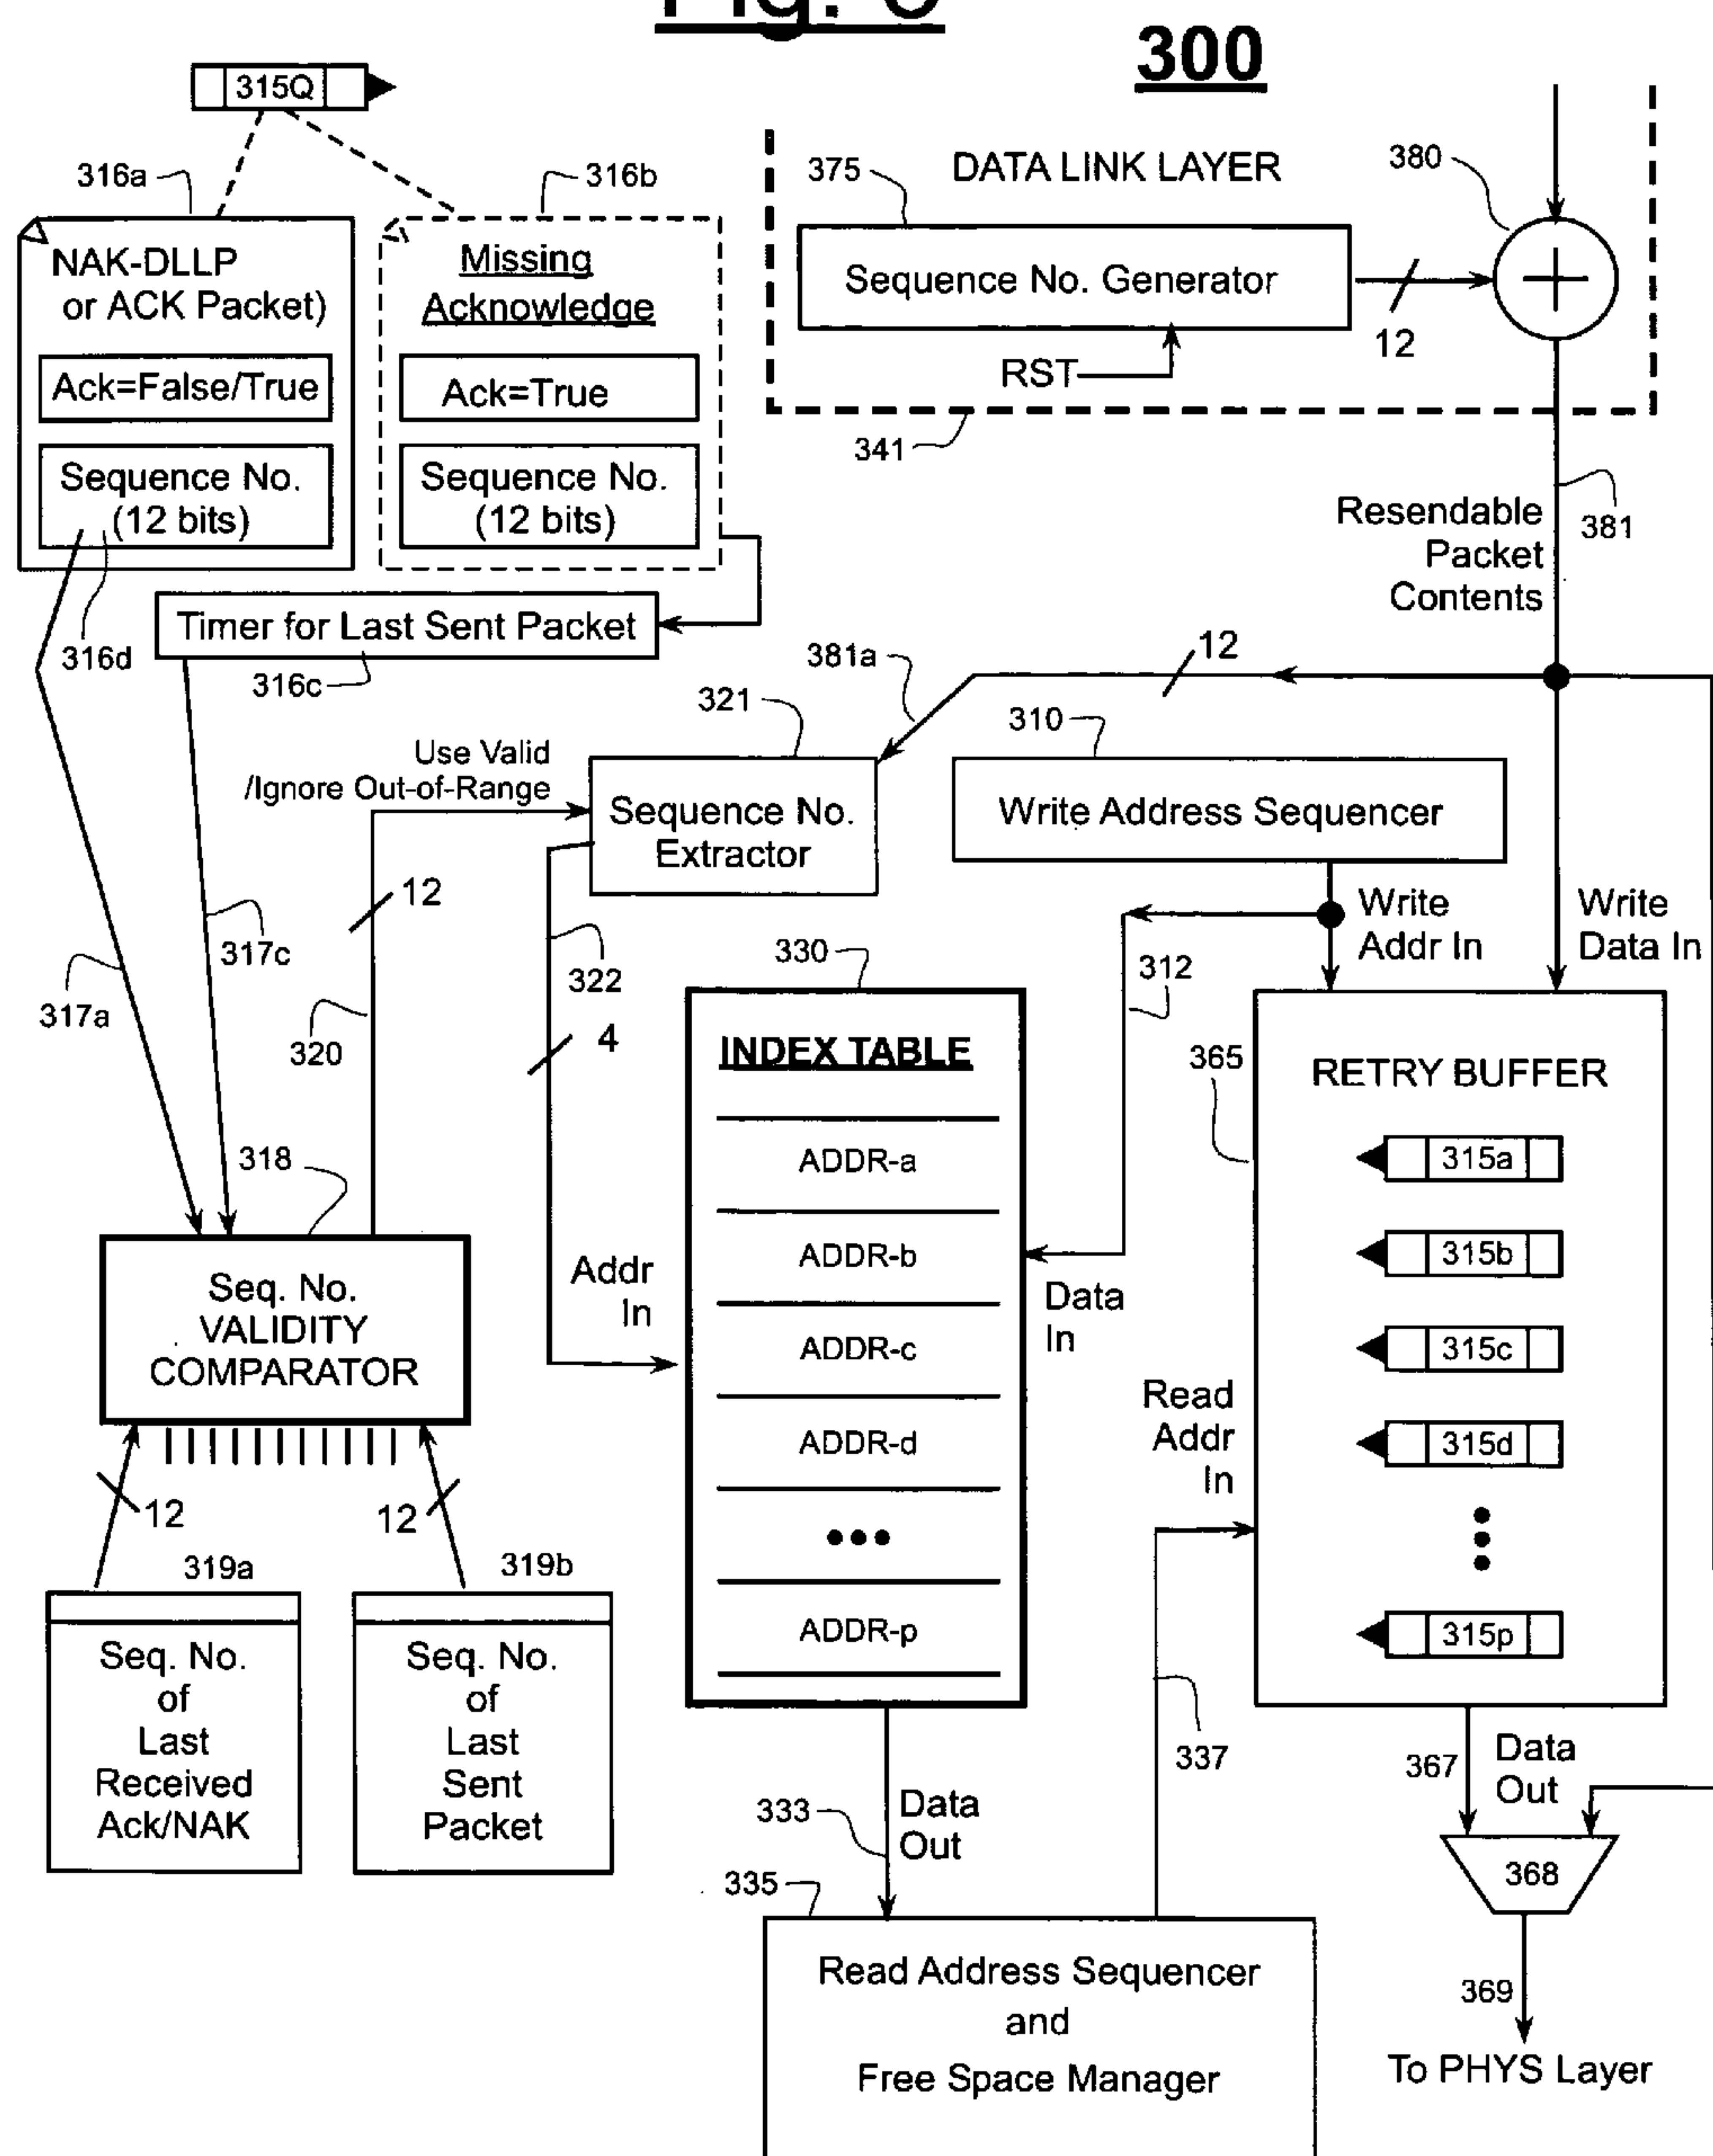 300
315Q
316a
316b
NAK-DLLP
or ACK Packet)
Ack=False/True
Sequence No.
(12 bits)
Missing
Acknowledge
Ack=True
Sequence No.
(12 bits)
316d
Timer for Last Sent Packet
316c
375
DATA LINK LAYER
380
Sequence No. Generator
12
RST
341
381
Resendable
Packet
Contents
381a
12
321
310
Use Valid
/Ignore Out-of-Range
Sequence No.
Extractor
Write Address Sequencer
12
317c
317a
320
322
4
330
312
Write
Addr In
Write
Data In
INDEX TABLE
ADDR-a
ADDR-b
ADDR-c
ADDR-d
•••
ADDR-p
365
RETRY BUFFER
315a
315b
315c
315d
315p
318
Addr
In
Data
In
Read
Addr
In
Seq. No.
VALIDITY
COMPARATOR
12
12
319a
319b
Seq. No.
of
Last
Received
Ack/NAK
Seq. No.
of
Last
Sent
Packet
337
367
Data
Out
333
Data
Out
335
368
Read Address Sequencer
and
Free Space Manager
369
To PHYS Layer